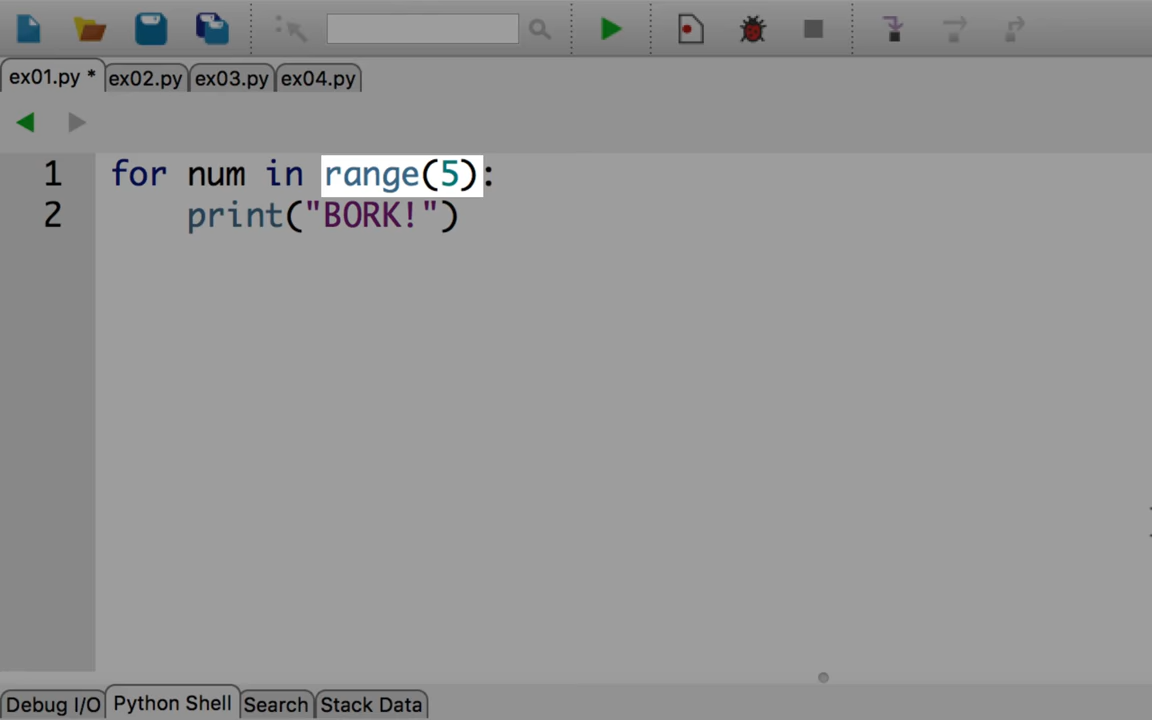 ex01.py * ex02.py ex03.py ex04.py
1 for num in range(5):
2     print("BORK!")
Debug I/O Python Shell Search Stack Data